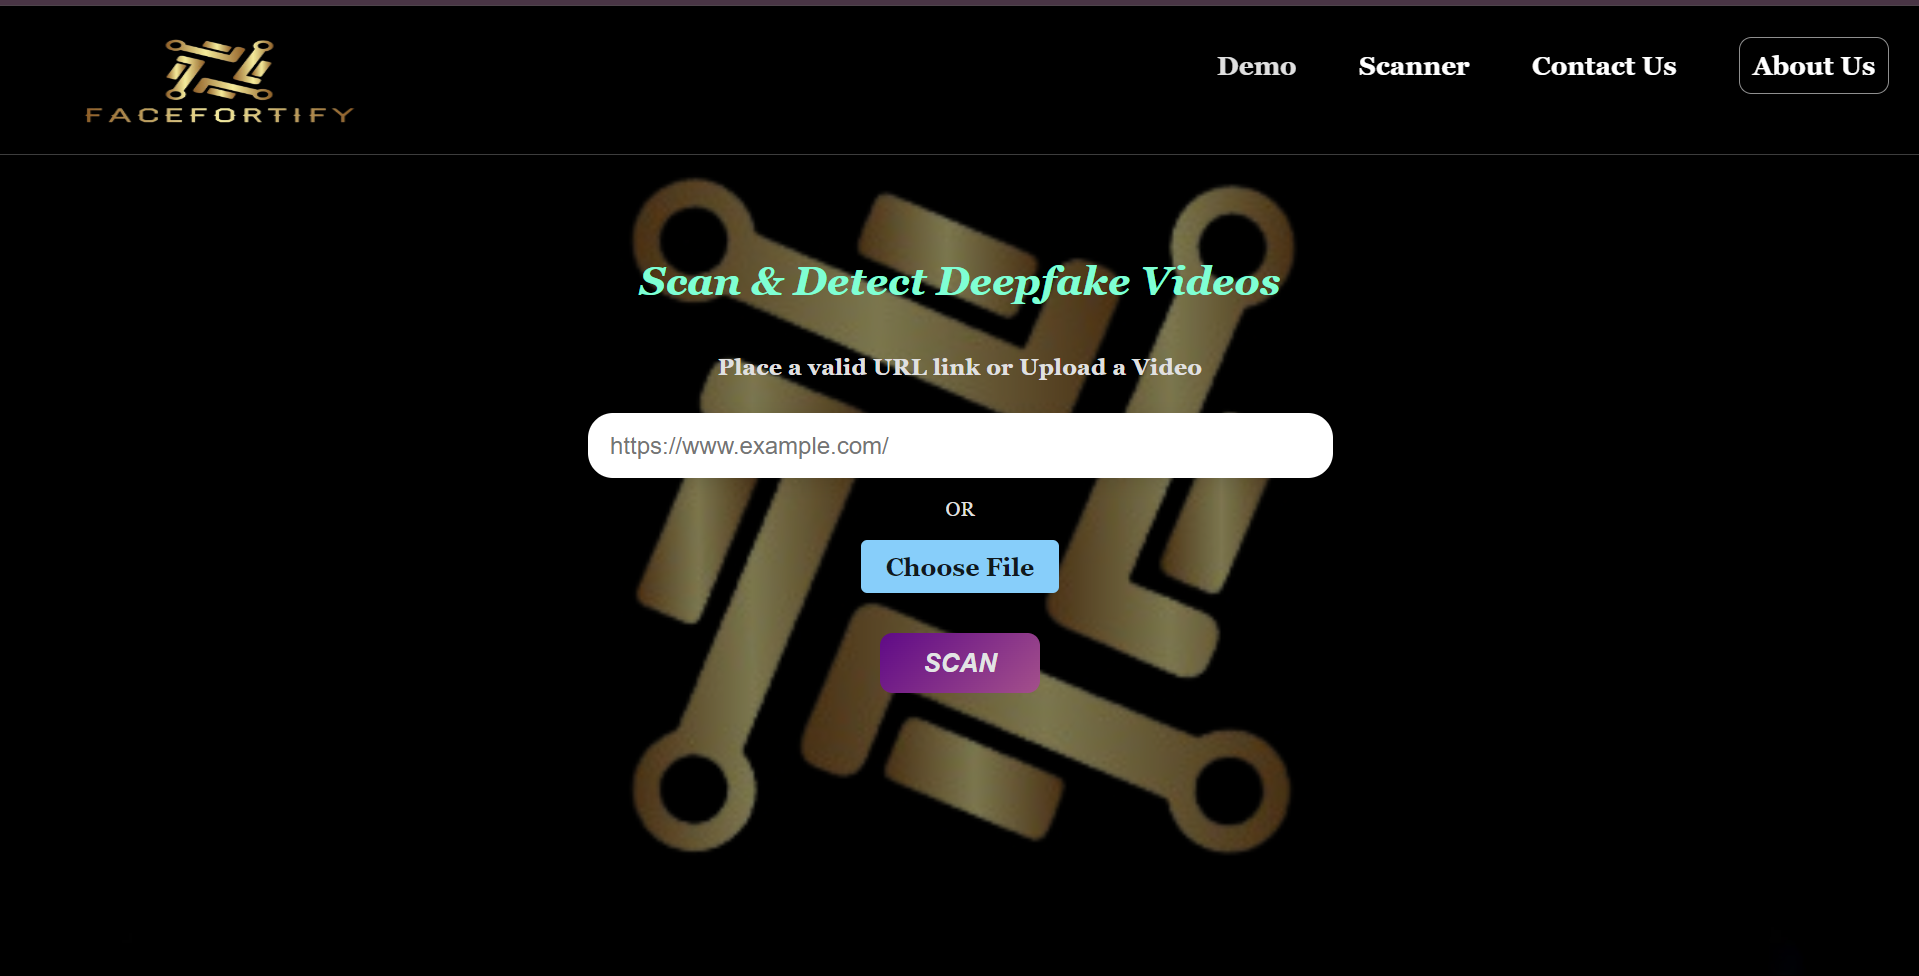 FACEFORTIFY
Demo Scanner Contact Us About Us
Scan & Detect Deepfake Videos
Place a valid URL link or Upload a Video
https://www.example.com/
OR
Choose File
SCAN